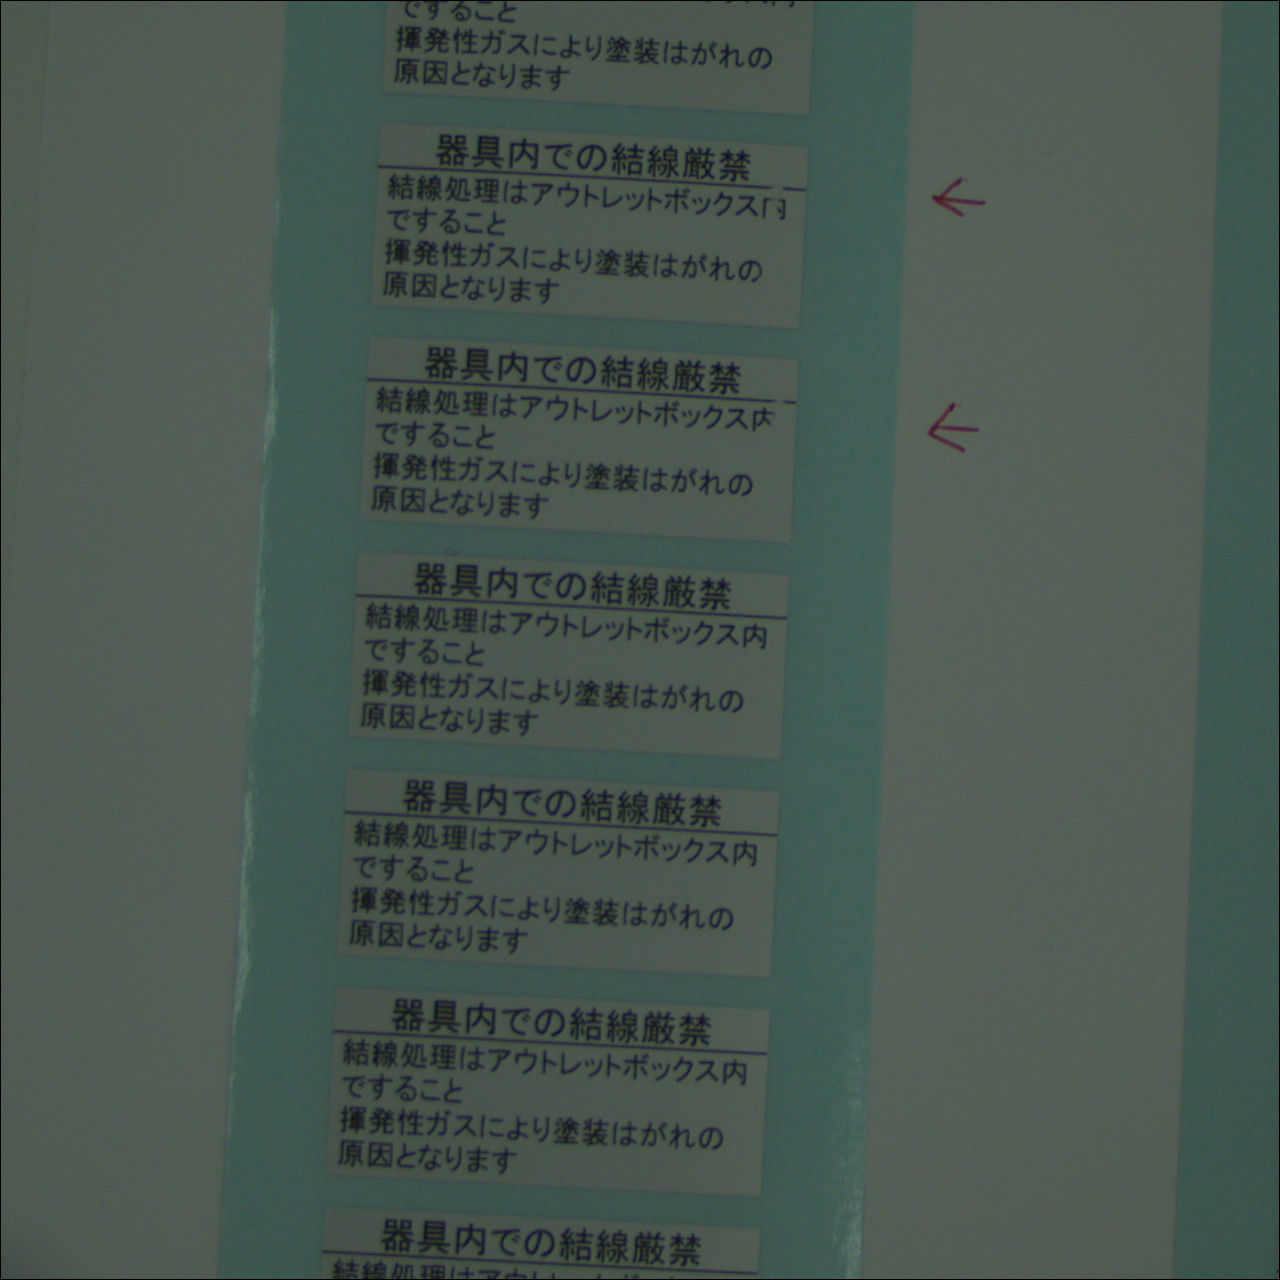 ですること
揮発性ガスにより塗装はがれの
原因となります
器具内での結線厳禁
結線処理はアウトレットボックス内
ですること
揮発性ガスにより塗装はがれの
原因となります
器具内での結線厳禁
結線処理はアウトレットボックス内
ですること
揮発性ガスにより塗装はがれの
原因となります
器具内での結線厳禁
結線処理はアウトレットボックス内
ですること
揮発性ガスにより塗装はがれの
原因となります
器具内での結線厳禁
結線処理はアウトレットボックス内
ですること
揮発性ガスにより塗装はがれの
原因となります
器具内での結線厳禁
結線処理はアウトレットボックス内
ですること
揮発性ガスにより塗装はがれの
原因となります
器具内での結線厳禁